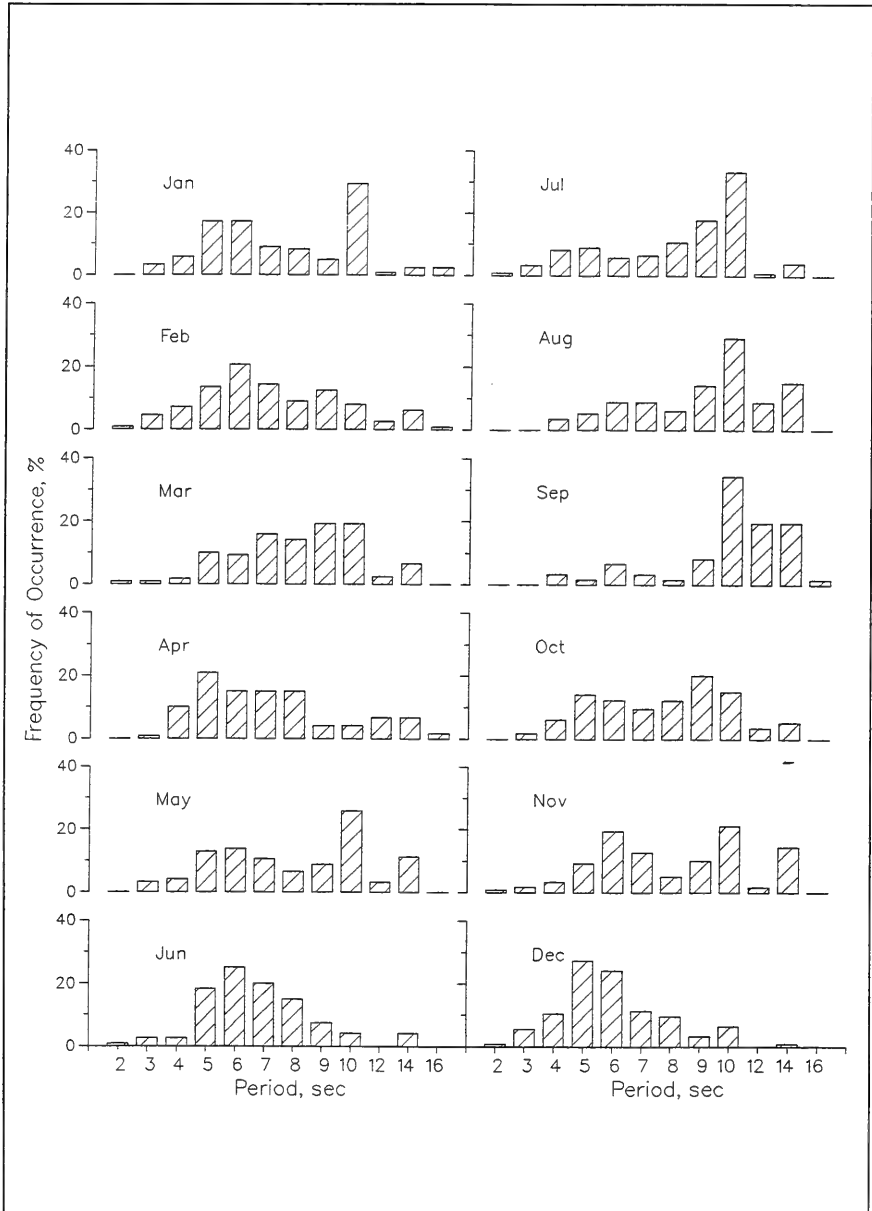 Frequency of Occurrence, %
40
20
0
Jan
Jul
40
20
0
Feb
Aug
40
20
0
Mar
Sep
40
20
0
Apr
Oct
40
20
0
May
Nov
40
20
0
Jun
Dec
2 3 4 5 6 7 8 9 10 12 14 16
2 3 4 5 6 7 8 9 10 12 14 16
Period, sec
Period, sec